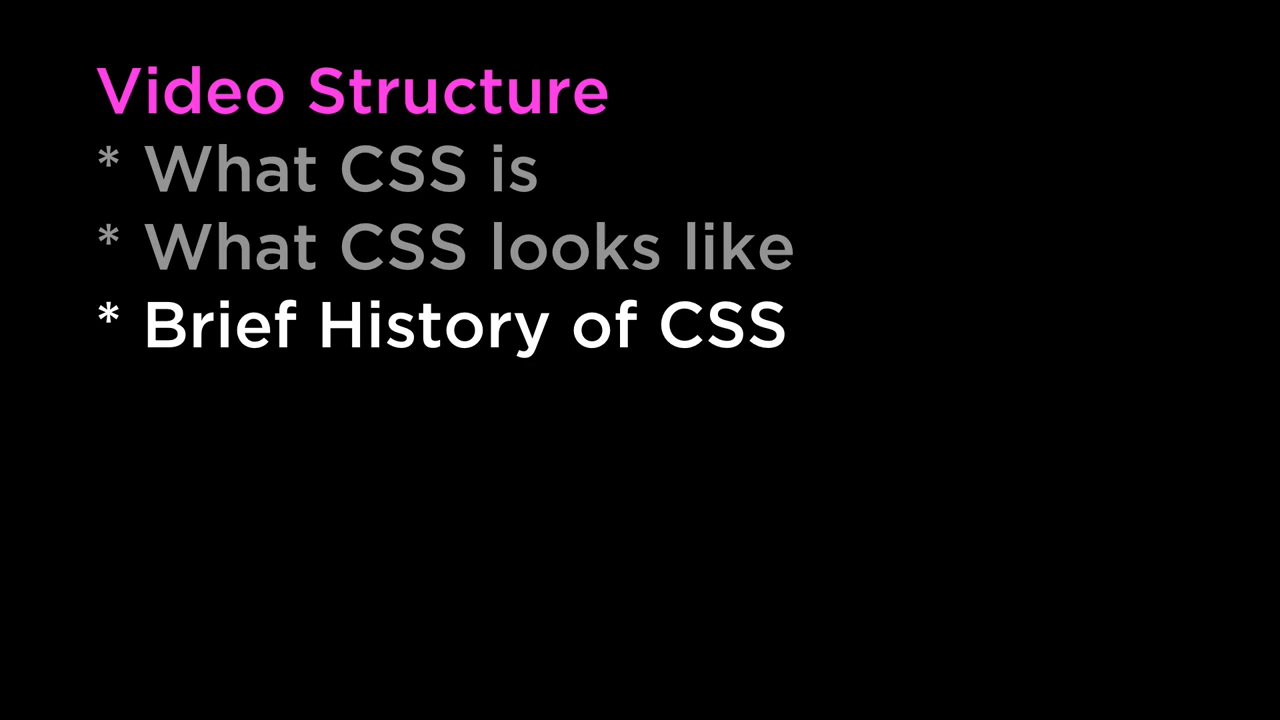 Video Structure
* What CSS is
* What CSS looks like
* Brief History of CSS